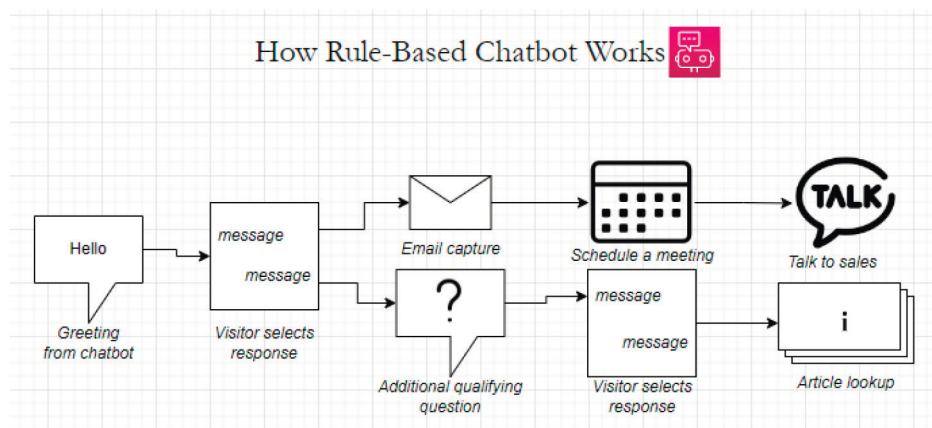 How Rule-Based Chatbot Works
Hello
Greeting
from chatbot
message
message
Visitor selects
response
Email capture
Schedule a meeting
TALK
Talk to sales
?
Additional qualifying
question
message
message
Visitor selects
response
i
Article lookup